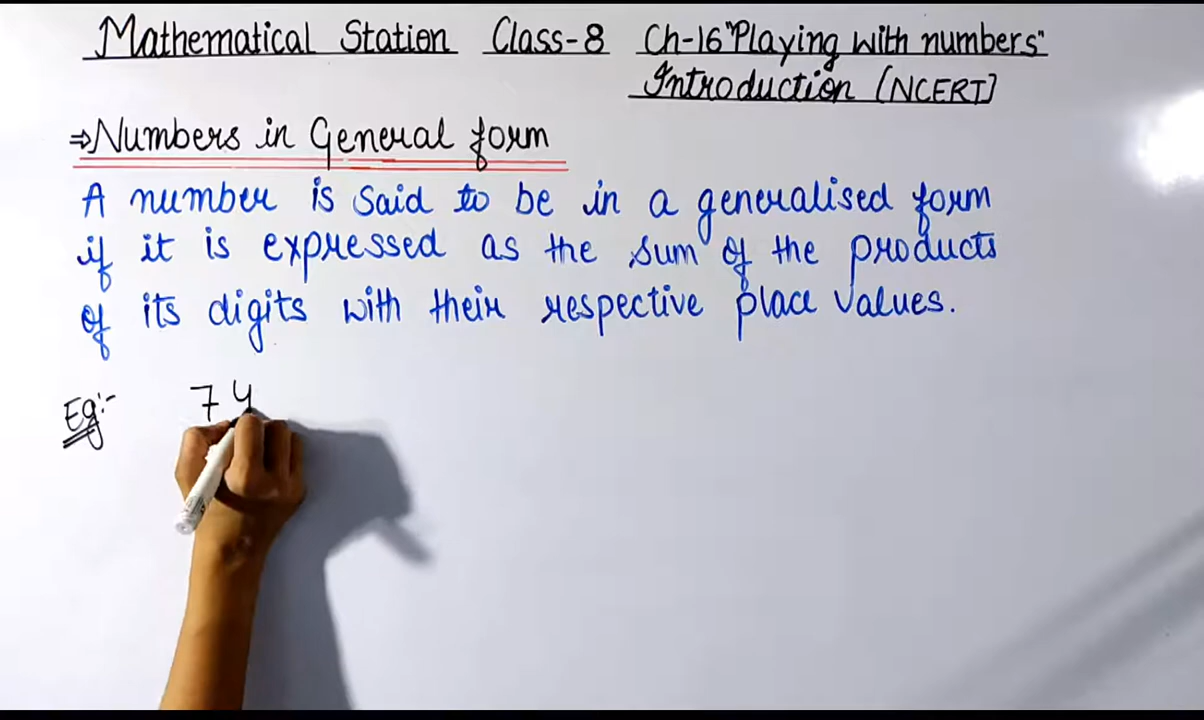 Mathematical Station Class-8 Ch-16 "Playing with numbers"
Introduction (NCERT)
⇒Numbers in General form
A number is said to be in a generalised form
if it is expressed as the sum of the products
of its digits with their respective place values.
Eg:- 74